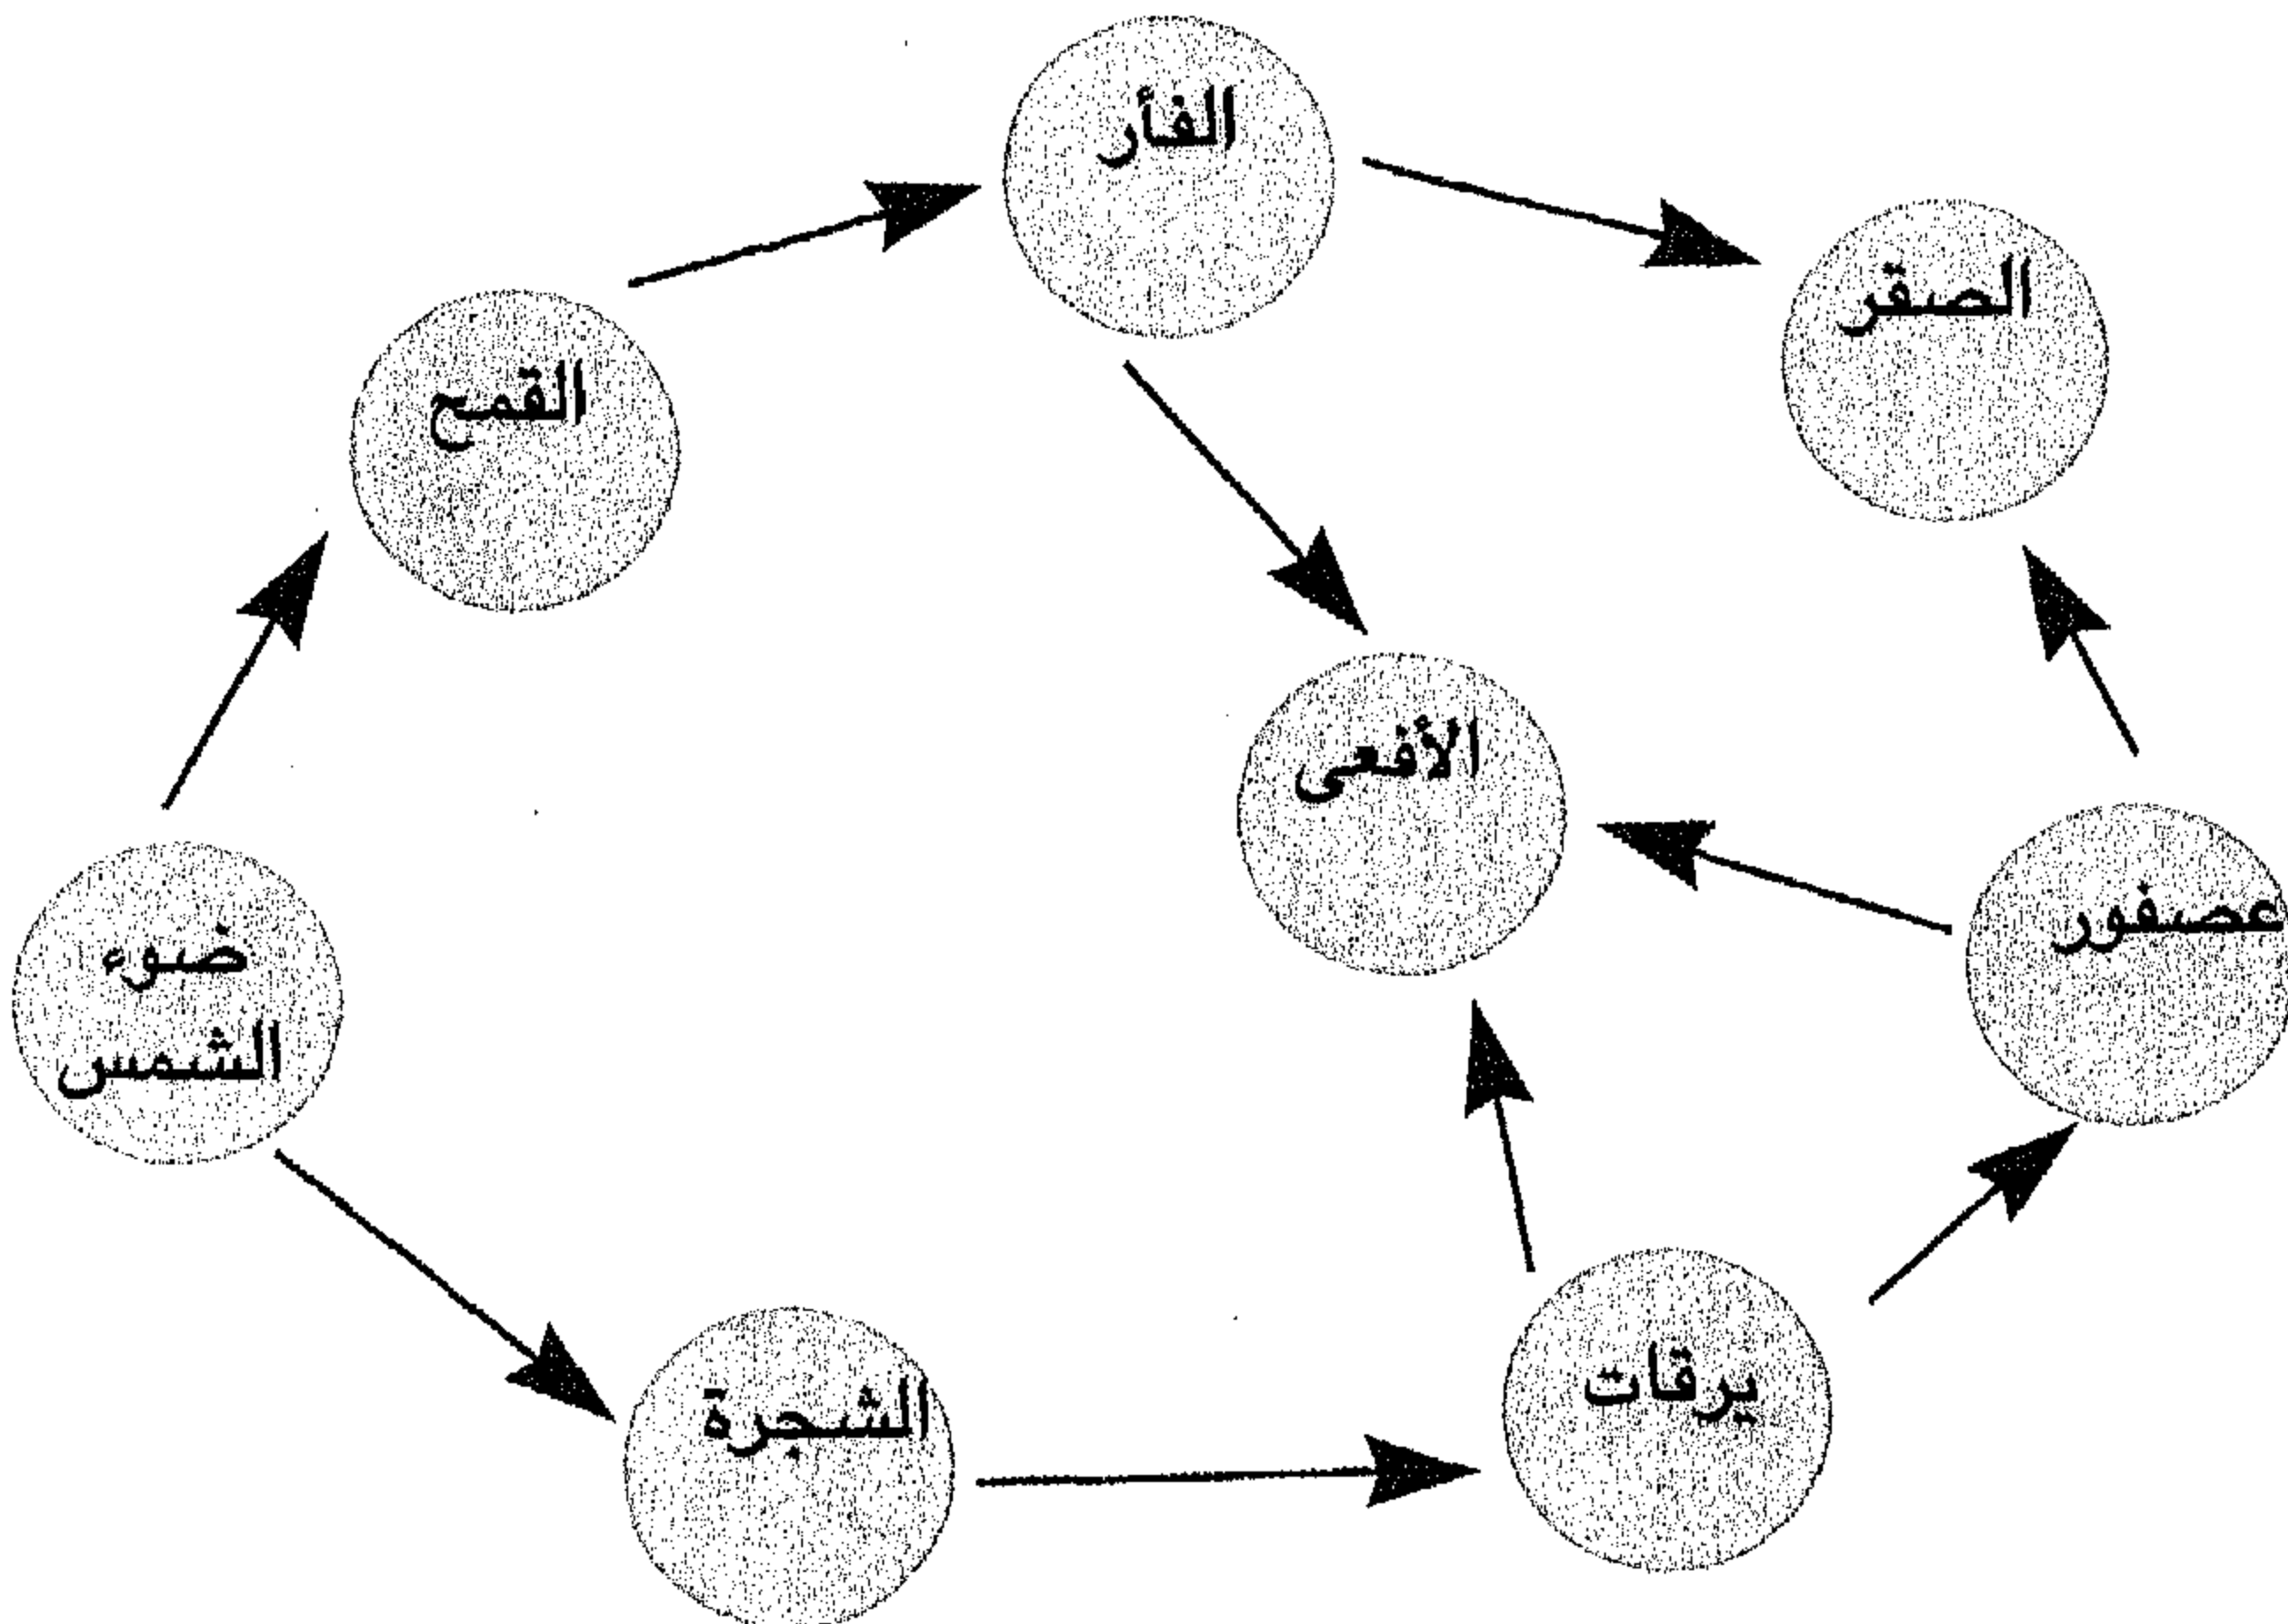 الفأر
الصقر
القمح
الأفعى
عصفور
ضوء
الشمس
يرقات
الشجرة